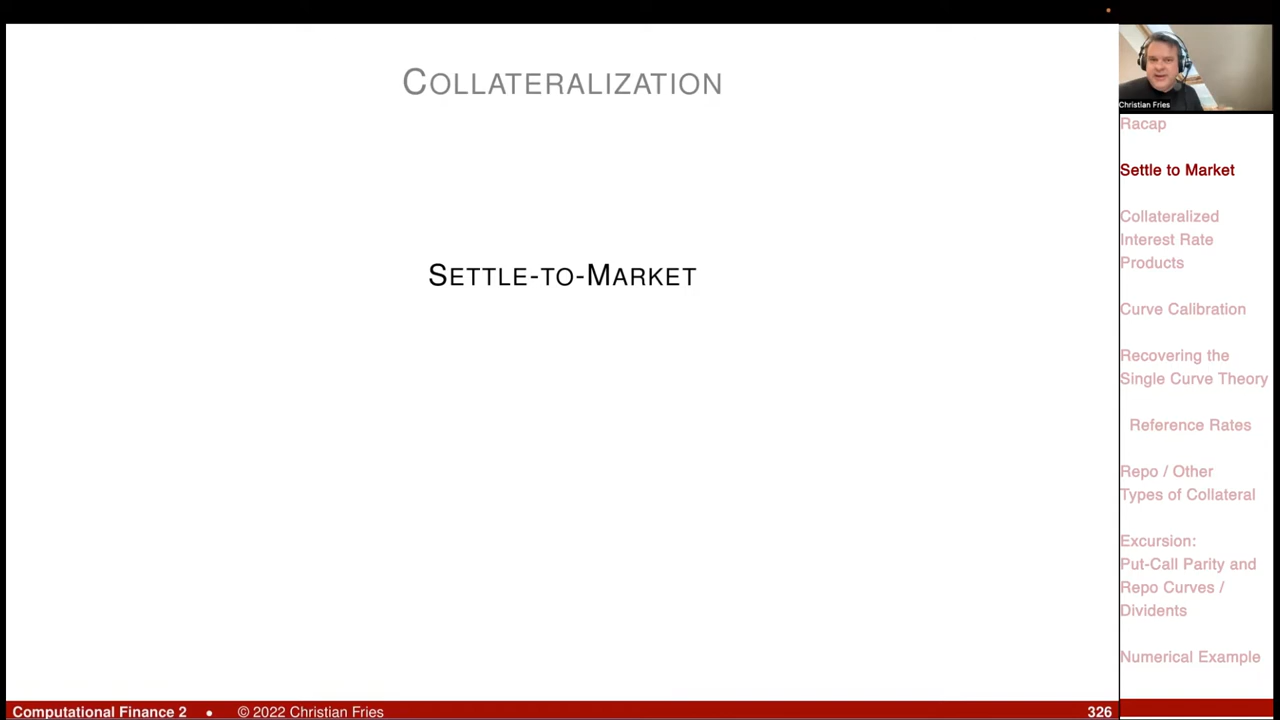 COLLATERALIZATION
SETTLE-TO-MARKET
Christian Fries
Racap
Settle to Market
Collateralized
Interest Rate
Products
Curve Calibration
Recovering the
Single Curve Theory
Reference Rates
Repo / Other
Types of Collateral
Excursion:
Put-Call Parity and
Repo Curves /
Dividents
Numerical Example
Computational Finance 2 • © 2022 Christian Fries 326